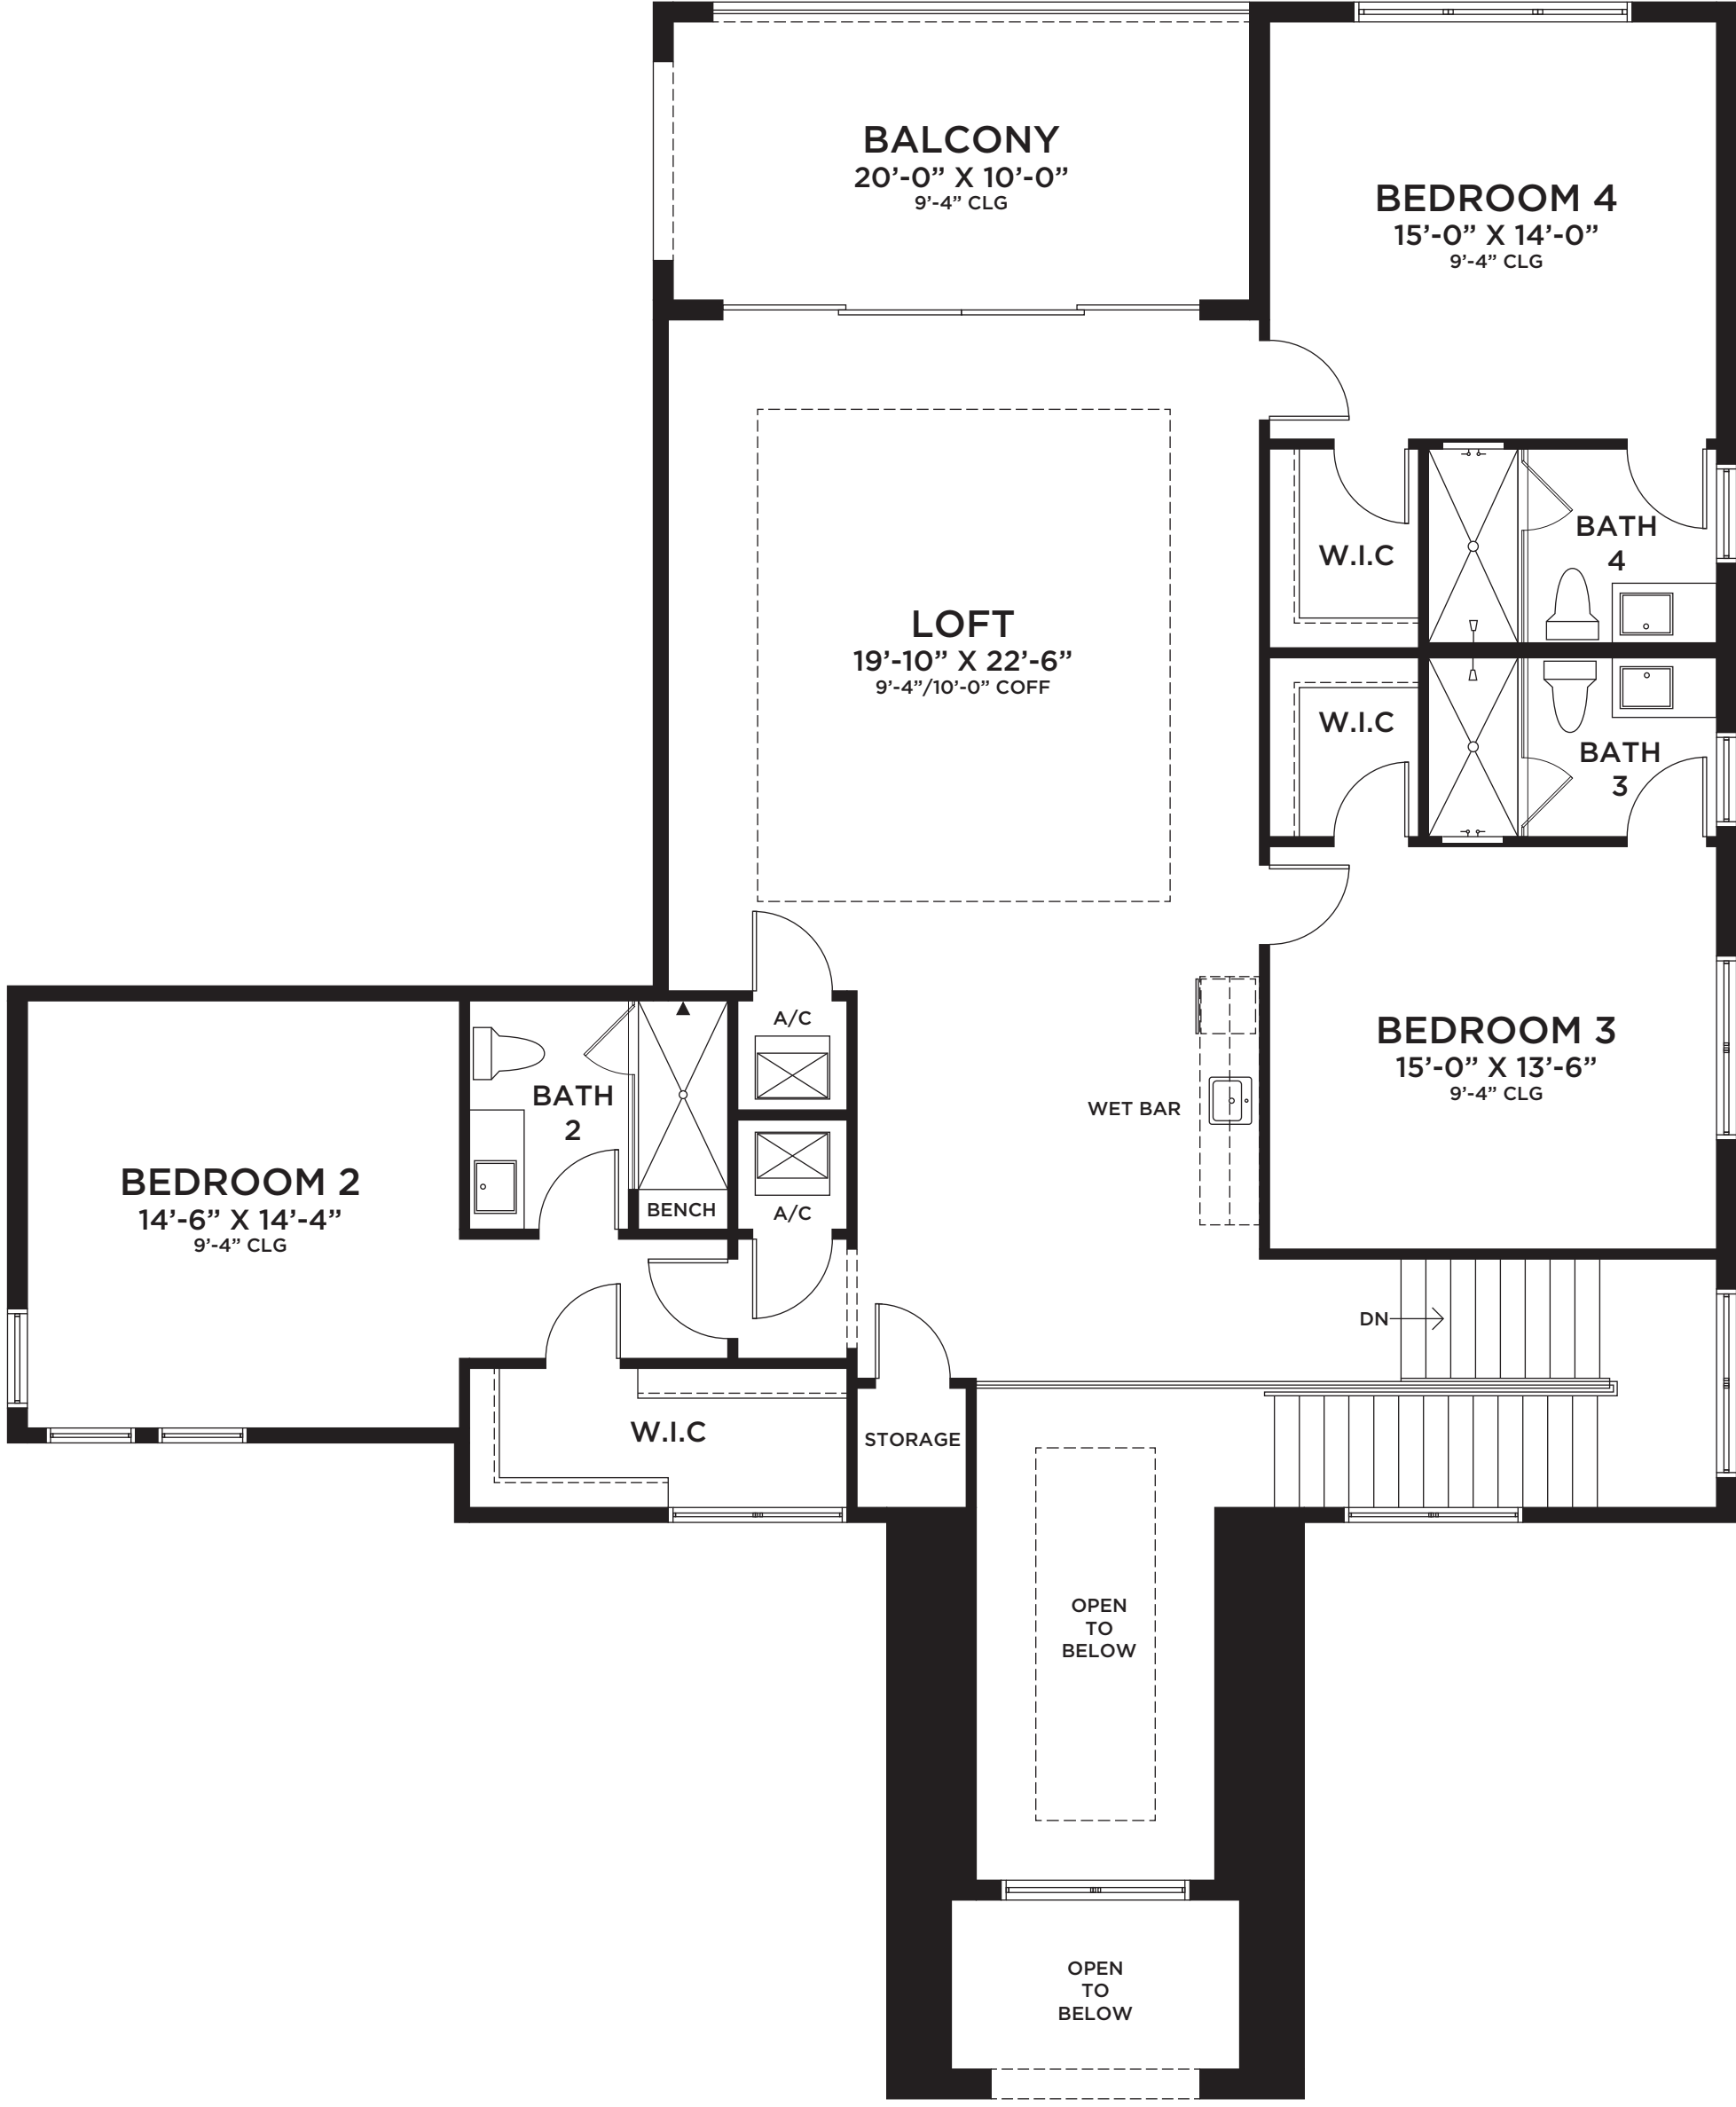 BALCONY
20’-0” X 10’-0”
9’-4” CLG
BEDROOM 4
15’-0” X 14’-0”
9’-4” CLG
W.I.C
BATH
4
LOFT
19’-10” X 22’-6”
9’-4”/10’-0” COFF
W.I.C
BATH
3
BEDROOM 3
15’-0” X 13’-6”
9’-4” CLG
WET BAR
A/C
BATH
2
BENCH
A/C
BEDROOM 2
14’-6” X 14’-4”
9’-4” CLG
DN
W.I.C
STORAGE
OPEN
TO
BELOW
OPEN
TO
BELOW